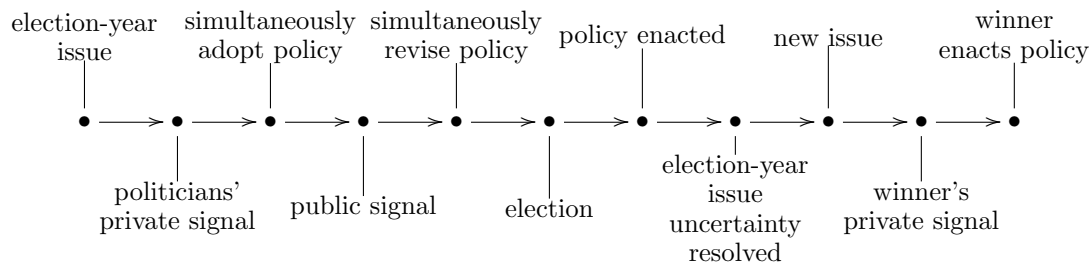 election-year
issue
politicians'
private signal
simultaneously
adopt policy
public signal
simultaneously
revise policy
election
policy enacted
election-year
issue
uncertainty
resolved
new issue
winner's
private signal
winner
enacts policy